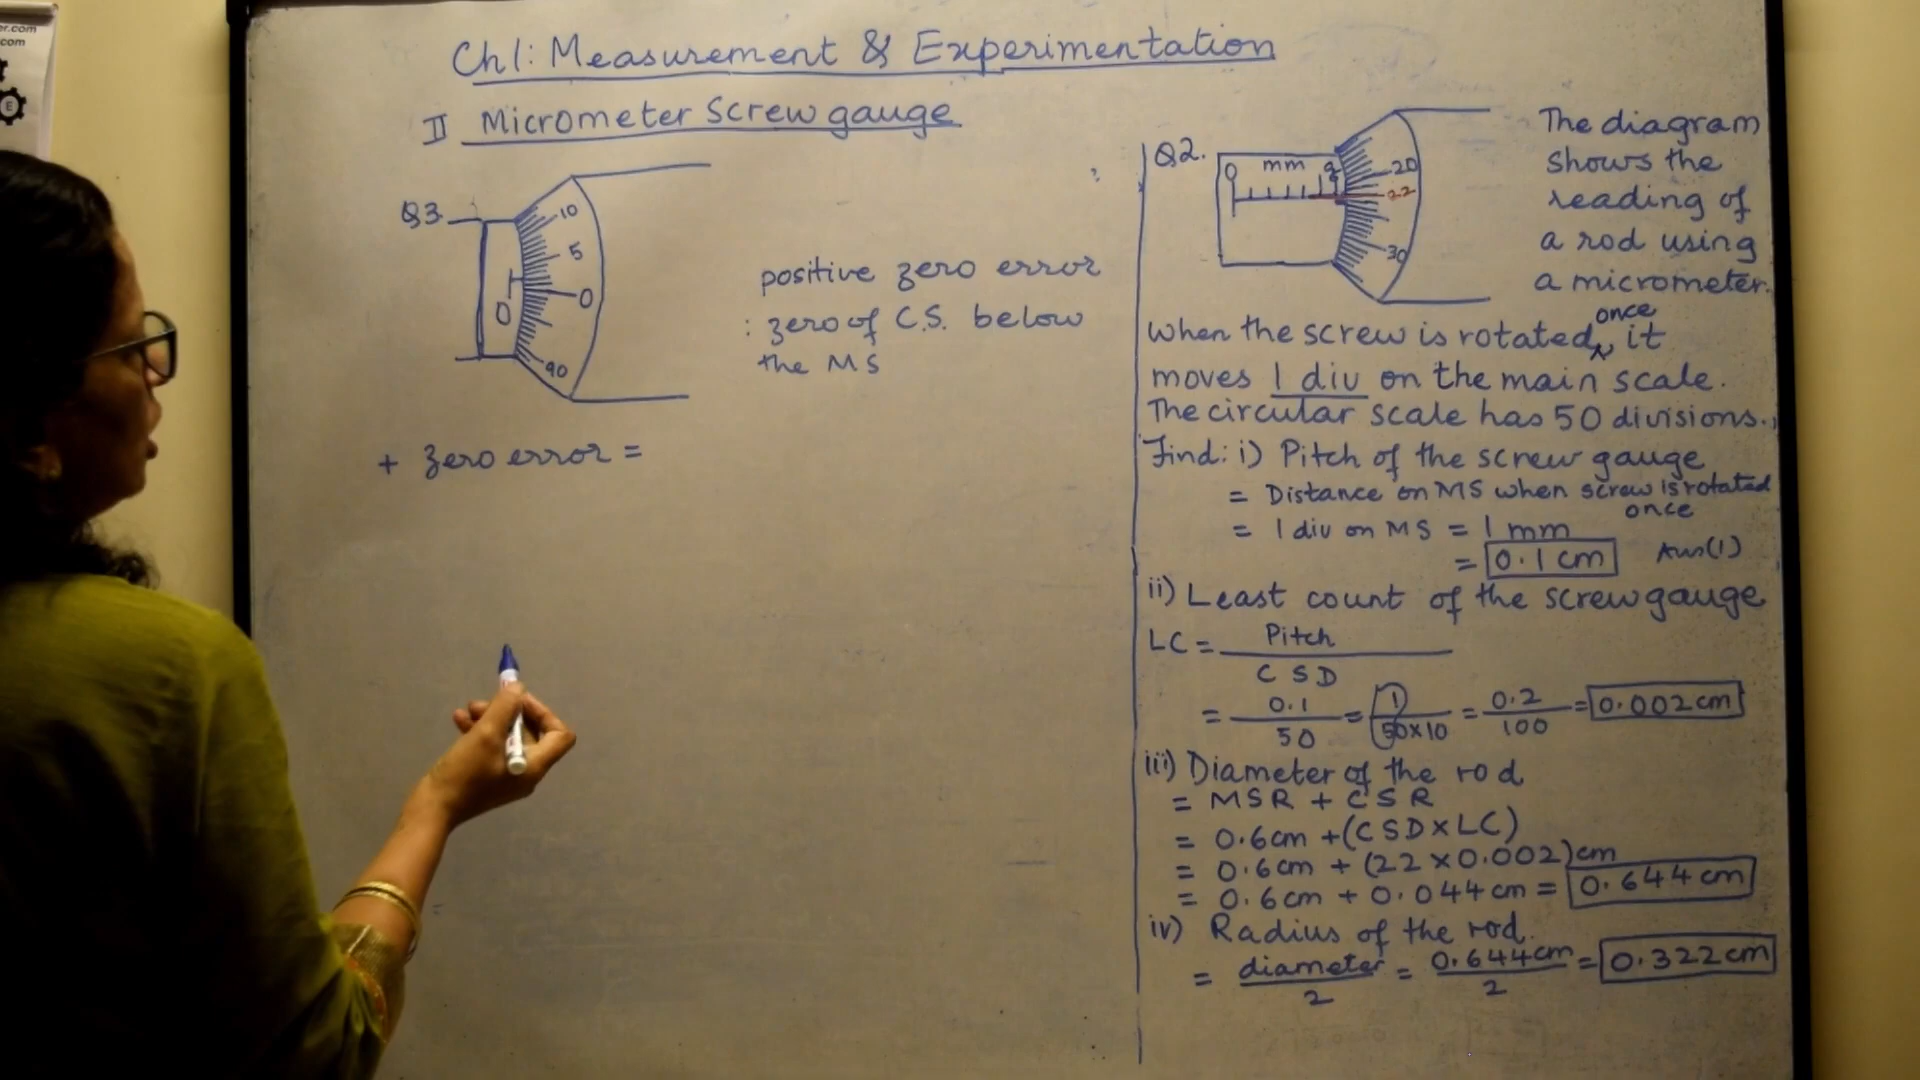 er.com
com
E
Ch1: Measurement & Experimentation
II Micrometer Screw gauge
Q3.
10
5
0
0
90
positive zero error
: zero of C.S. below
the MS
+ zero error =
Q2.
0 mm
20
22
30
The diagram
shows the
reading of
a rod using
a micrometer.
When the screw is rotated once it
moves 1 div on the main scale.
The circular scale has 50 divisions.
Find: i) Pitch of the screw gauge
= Distance on MS when screw is rotated
once
= 1 div on MS = 1 mm
= 0.1 cm Ans(1)
ii) Least count of the screw gauge
LC = Pitch
CSD
= 0.1 / 50 = 1 / 50×10 = 0.2 / 100 = 0.002 cm
iii) Diameter of the rod
= MSR + CSR
= 0.6cm + (CSD×LC)
= 0.6cm + (22×0.002)cm
= 0.6cm + 0.044cm = 0.644cm
iv) Radius of the rod.
= diameter / 2 = 0.644cm / 2 = 0.322cm